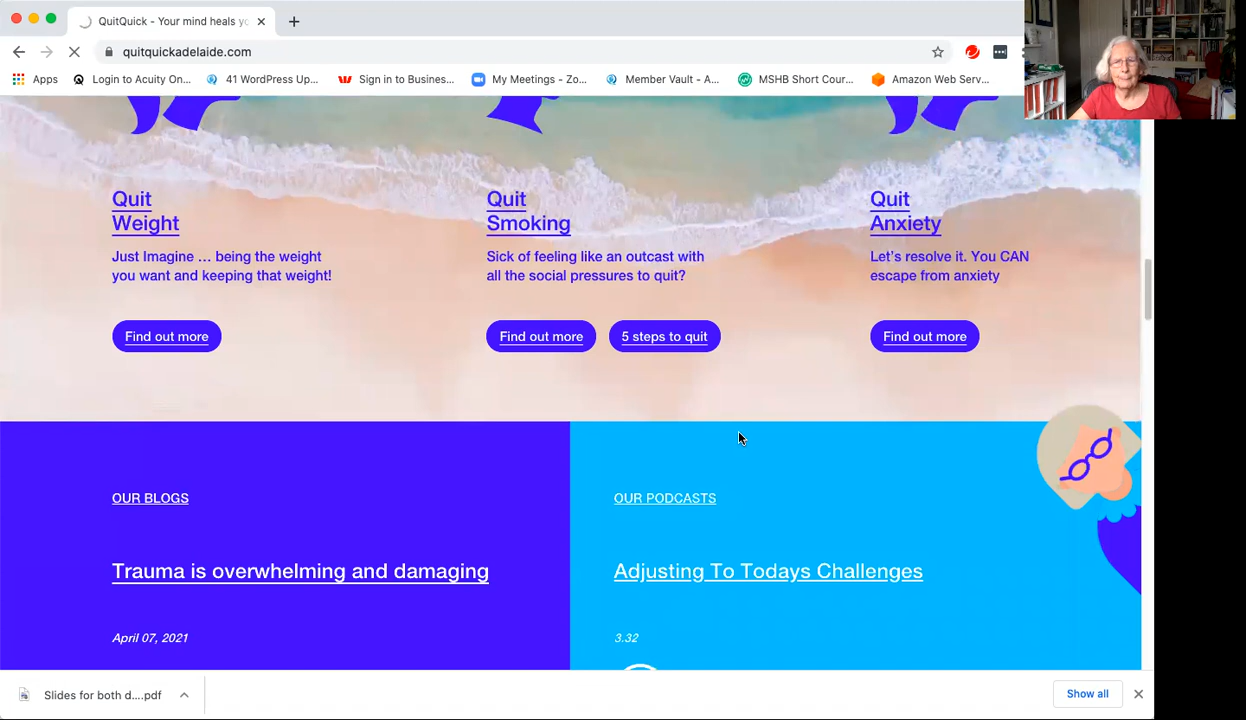 QuitQuick - Your mind heals yo
quitquickadelaide.com
Apps Login to Acuity On... 41 WordPress Up... Sign in to Busines... My Meetings - Zo... Member Vault - A... MSHB Short Cour... Amazon Web Serv...
Quit
Weight
Just Imagine ... being the weight
you want and keeping that weight!
Find out more
Quit
Smoking
Sick of feeling like an outcast with
all the social pressures to quit?
Find out more 5 steps to quit
Quit
Anxiety
Let's resolve it. You CAN
escape from anxiety
Find out more
OUR BLOGS
Trauma is overwhelming and damaging
April 07, 2021
OUR PODCASTS
Adjusting To Todays Challenges
3.32
Slides for both d....pdf
Show all